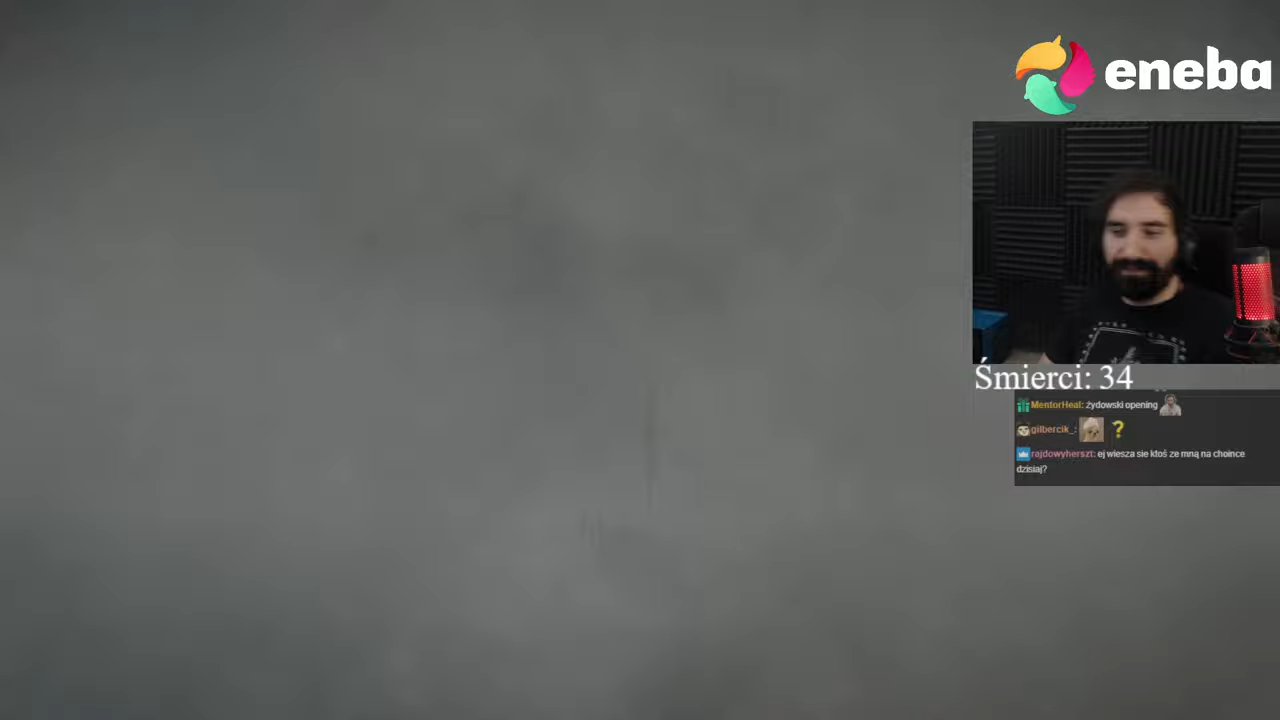 eneba
Śmierci: 34
MentorHeal: żydowski opening
gilbercik_:
rajdowyherszt: ej wiesza sie ktoś ze mną na choince
dzisiaj?